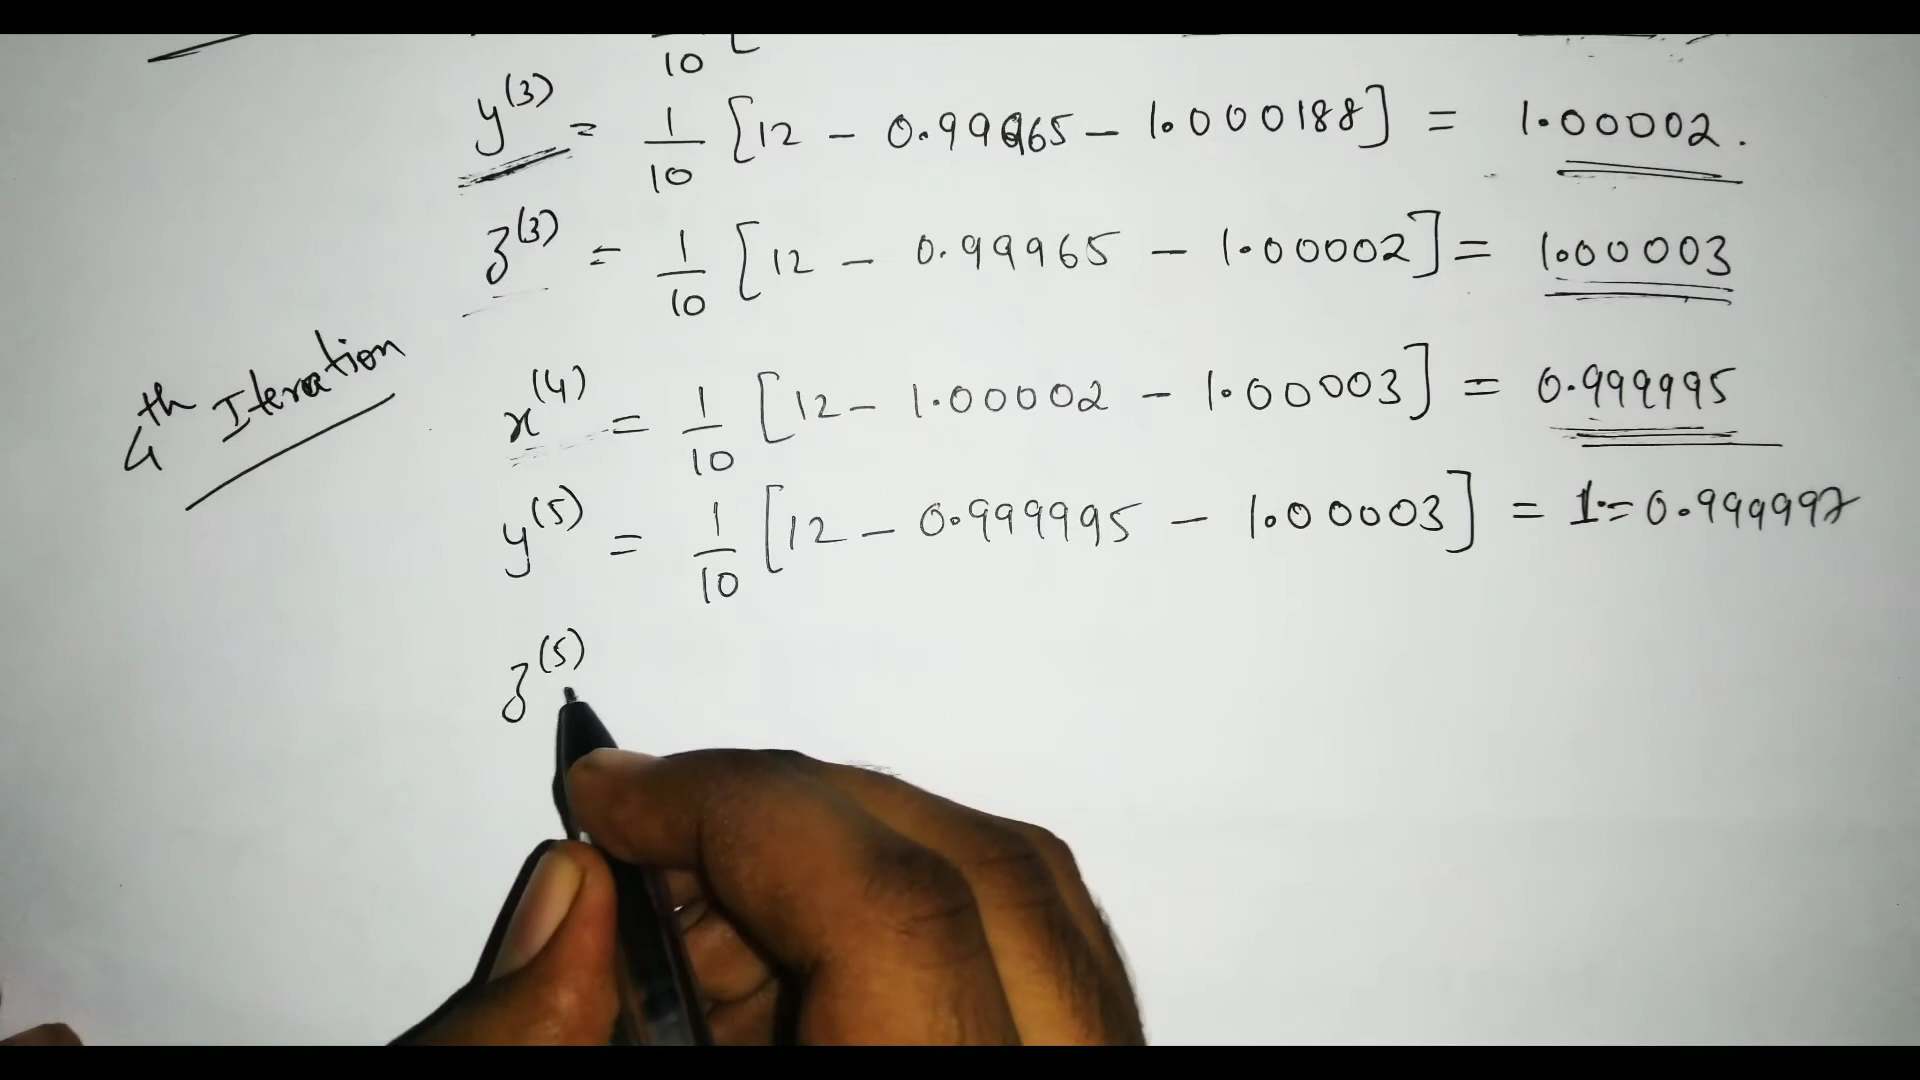 1/10 [
y^(3) = 1/10 [12 - 0.99965 - 1.000188] = 1.00002.
z^(3) = 1/10 [12 - 0.99965 - 1.00002] = 1.00003
4th Iteration
x^(4) = 1/10 [12 - 1.00002 - 1.00003] = 0.999995
y^(5) = 1/10 [12 - 0.999995 - 1.00003] = 1.= 0.999997
z^(5)